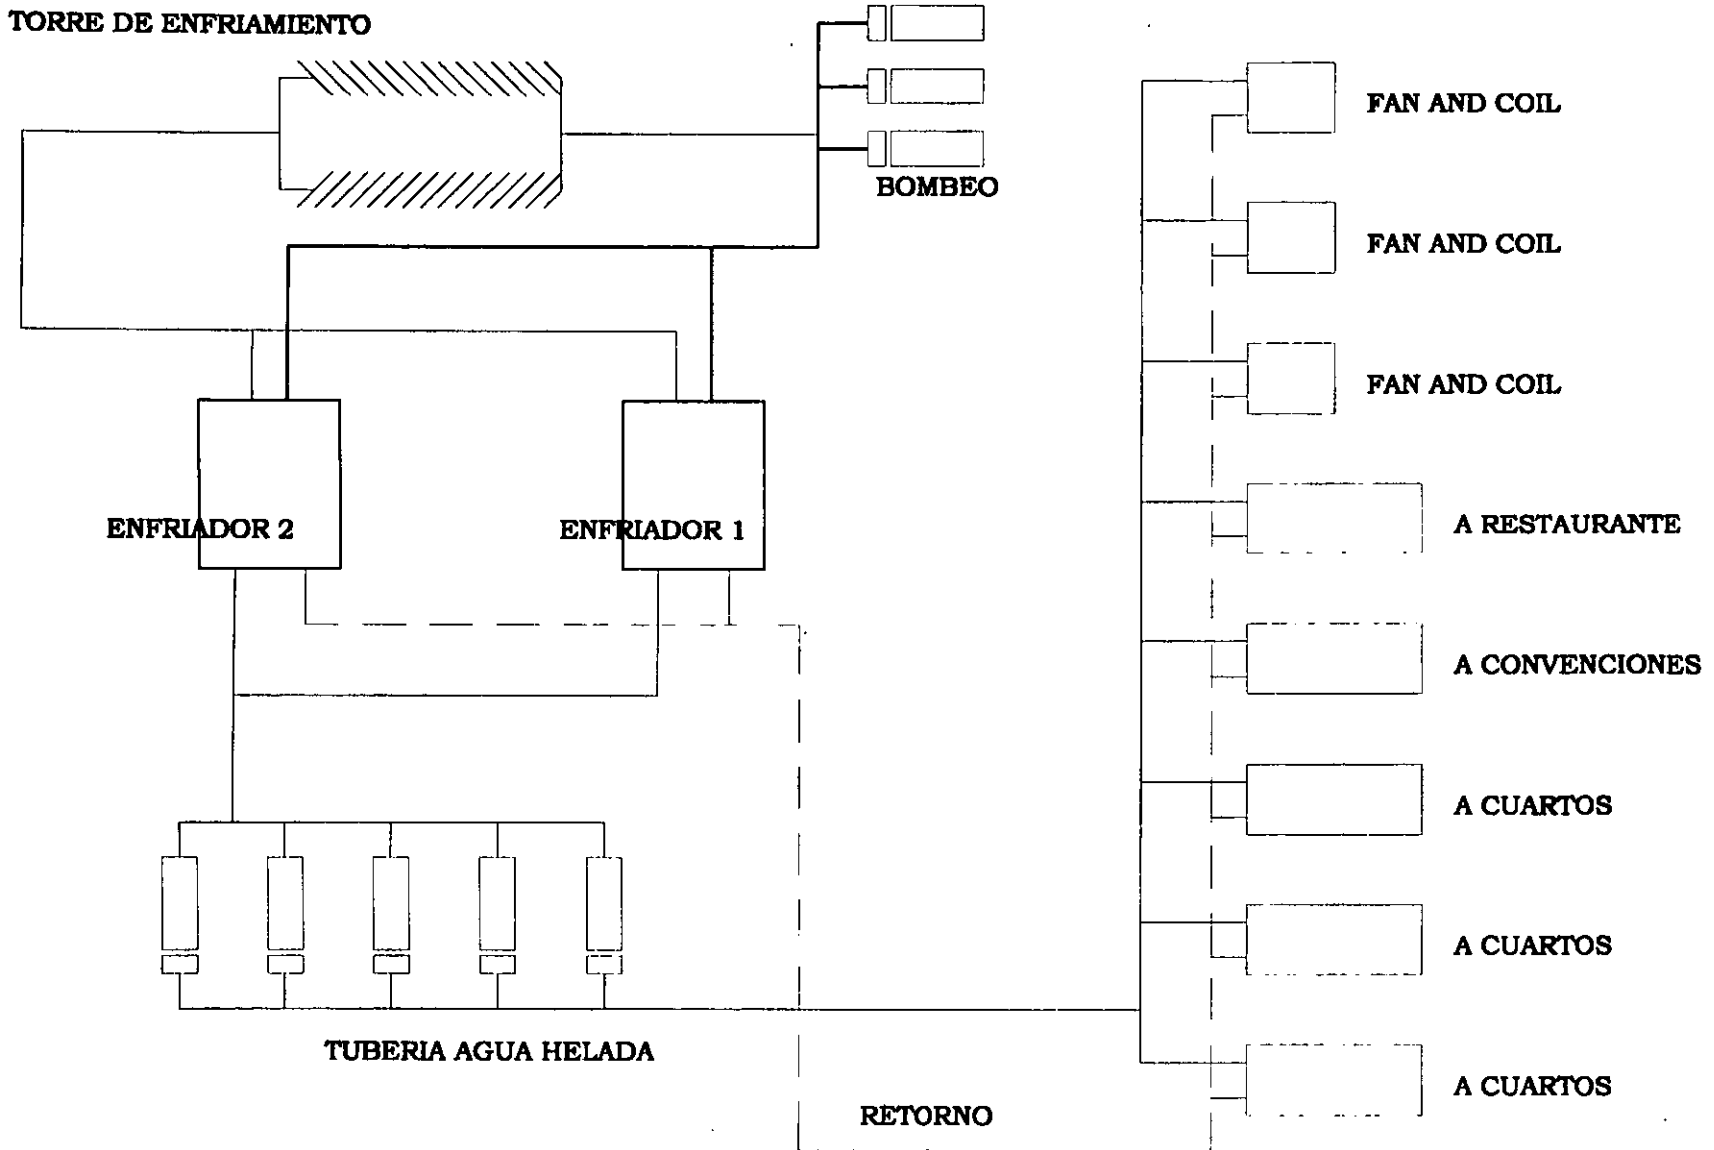 TORRE DE ENFRIAMIENTO
BOMBEO
FAN AND COIL
FAN AND COIL
FAN AND COIL
ENFRIADOR 2
ENFRIADOR 1
A RESTAURANTE
A CONVENCIONES
A CUARTOS
A CUARTOS
A CUARTOS
TUBERIA AGUA HELADA
RETORNO